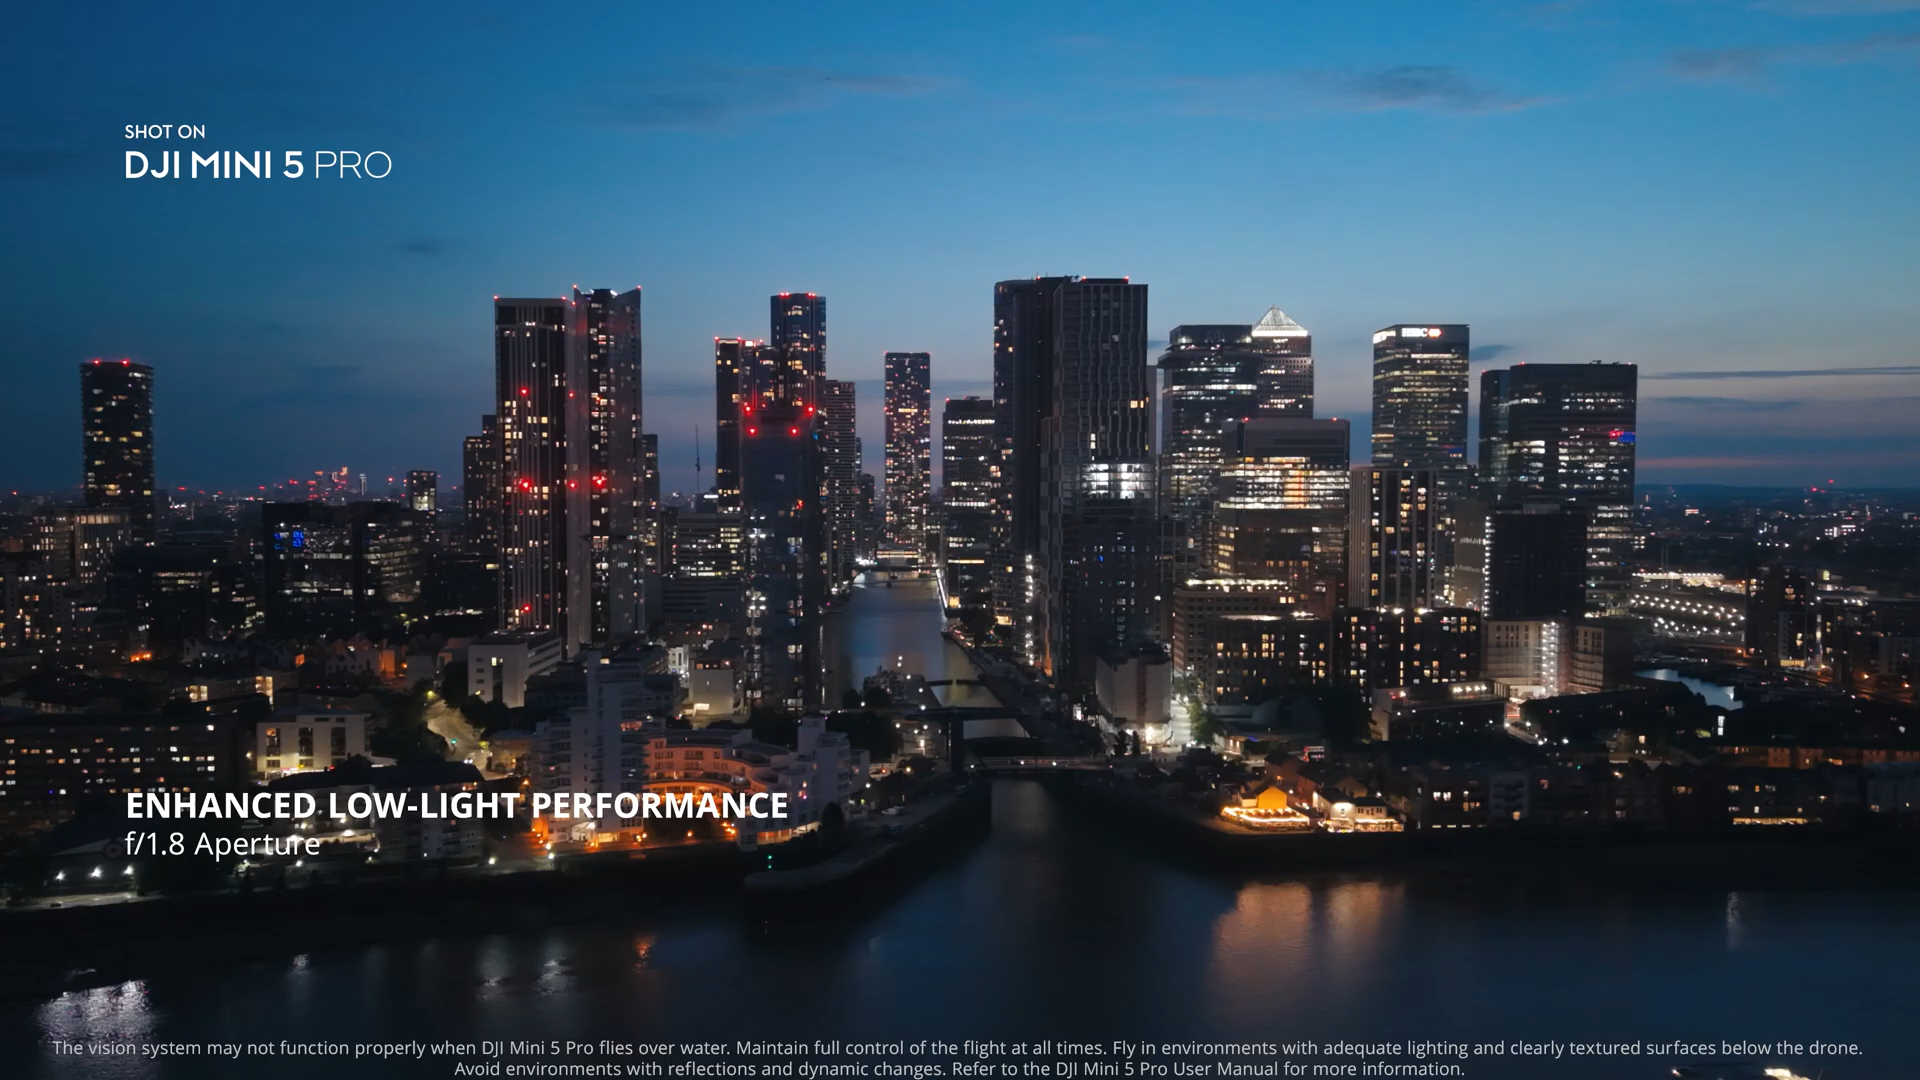 SHOT ON
DJI MINI 5 PRO
HSBC
ENHANCED LOW-LIGHT PERFORMANCE
f/1.8 Aperture
The vision system may not function properly when DJI Mini 5 Pro flies over water. Maintain full control of the flight at all times. Fly in environments with adequate lighting and clearly textured surfaces below the drone.
Avoid environments with reflections and dynamic changes. Refer to the DJI Mini 5 Pro User Manual for more information.